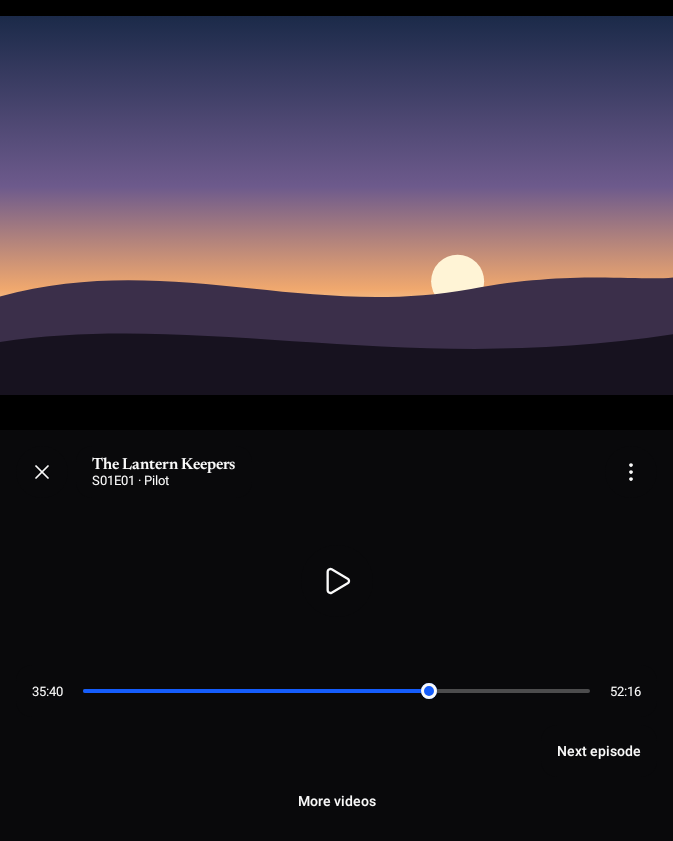 The Lantern Keepers
S01E01 · Pilot
35:40
52:16
Next episode
More videos